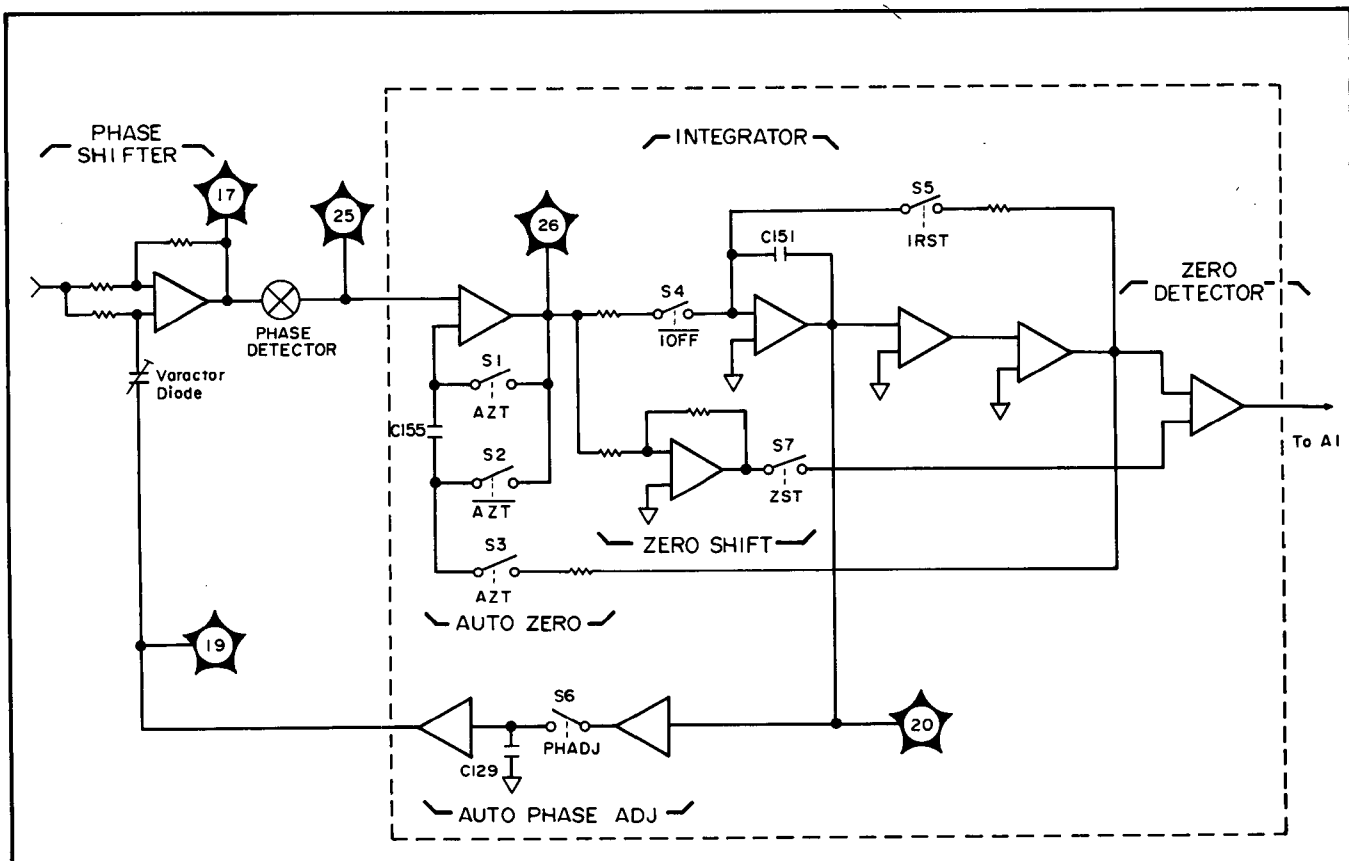 PHASE
SHIFTER
17
25
26
INTEGRATOR
S5
IRST
C151
S4
IOFF
ZERO
DETECTOR
PHASE
DETECTOR
Varactor
Diode
S1
AZT
C155
S2
AZT
S7
ZST
To A1
ZERO SHIFT
S3
AZT
AUTO ZERO
19
S6
PHADJ
C129
20
AUTO PHASE ADJ